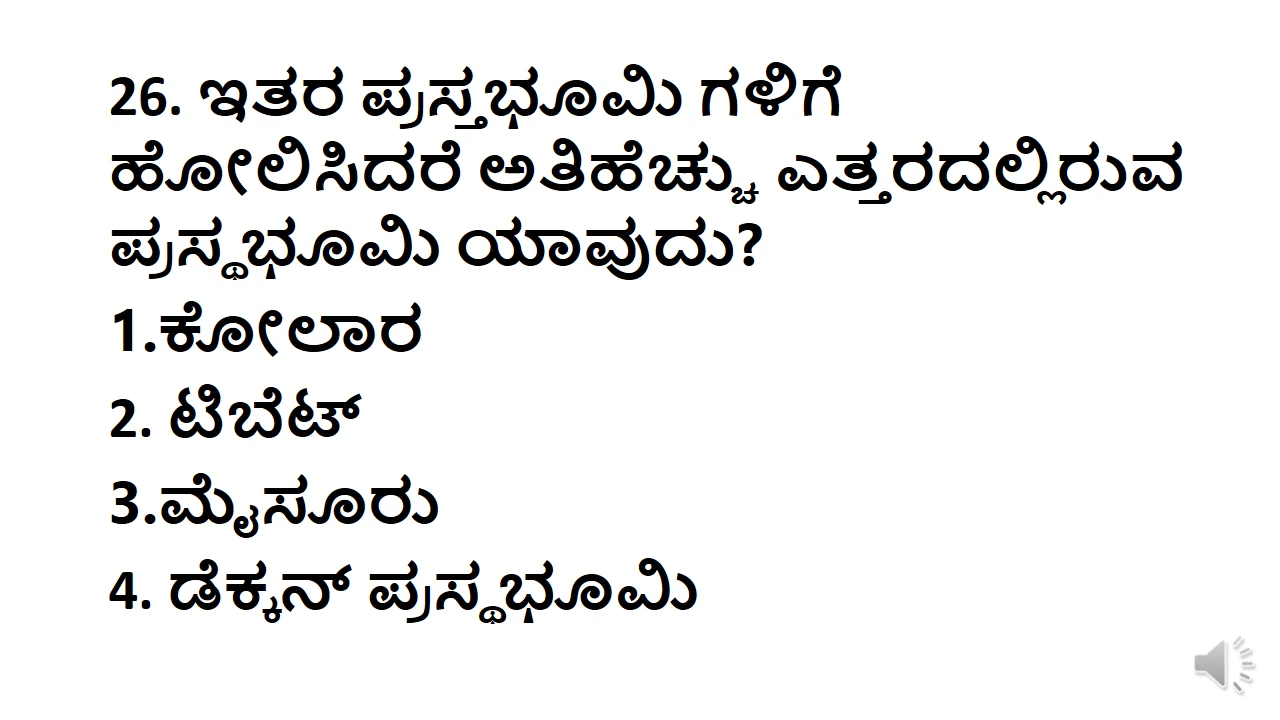 26. ಇತರ ಪ್ರಸ್ತಭೂಮಿ ಗಳಿಗೆ
ಹೋಲಿಸಿದರೆ ಅತಿಹೆಚ್ಚು ಎತ್ತರದಲ್ಲಿರುವ
ಪ್ರಸ್ಥಭೂಮಿ ಯಾವುದು?
1.ಕೋಲಾರ
2. ಟಿಬೆಟ್
3.ಮೈಸೂರು
4. ಡೆಕ್ಕನ್ ಪ್ರಸ್ಥಭೂಮಿ